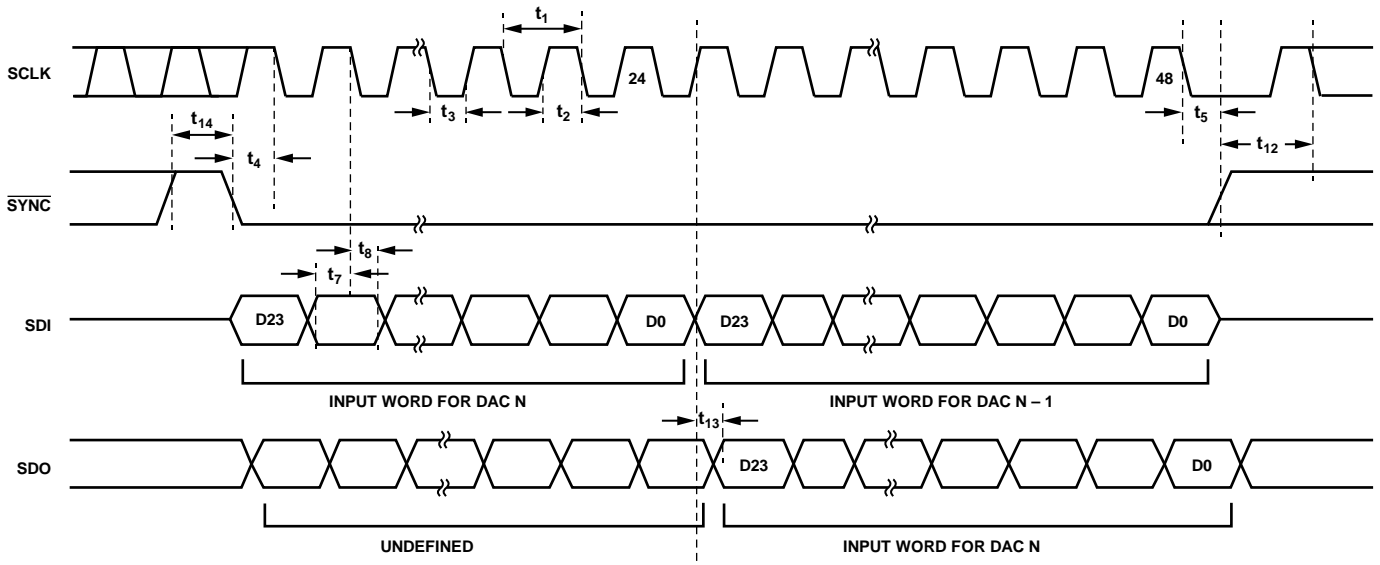 t1
SCLK
24
48
t3
t2
t5
t14
t4
t12
SYNC
t8
t7
SDI
D23
D0
D23
D0
INPUT WORD FOR DAC N
INPUT WORD FOR DAC N – 1
t13
SDO
D23
D0
UNDEFINED
INPUT WORD FOR DAC N